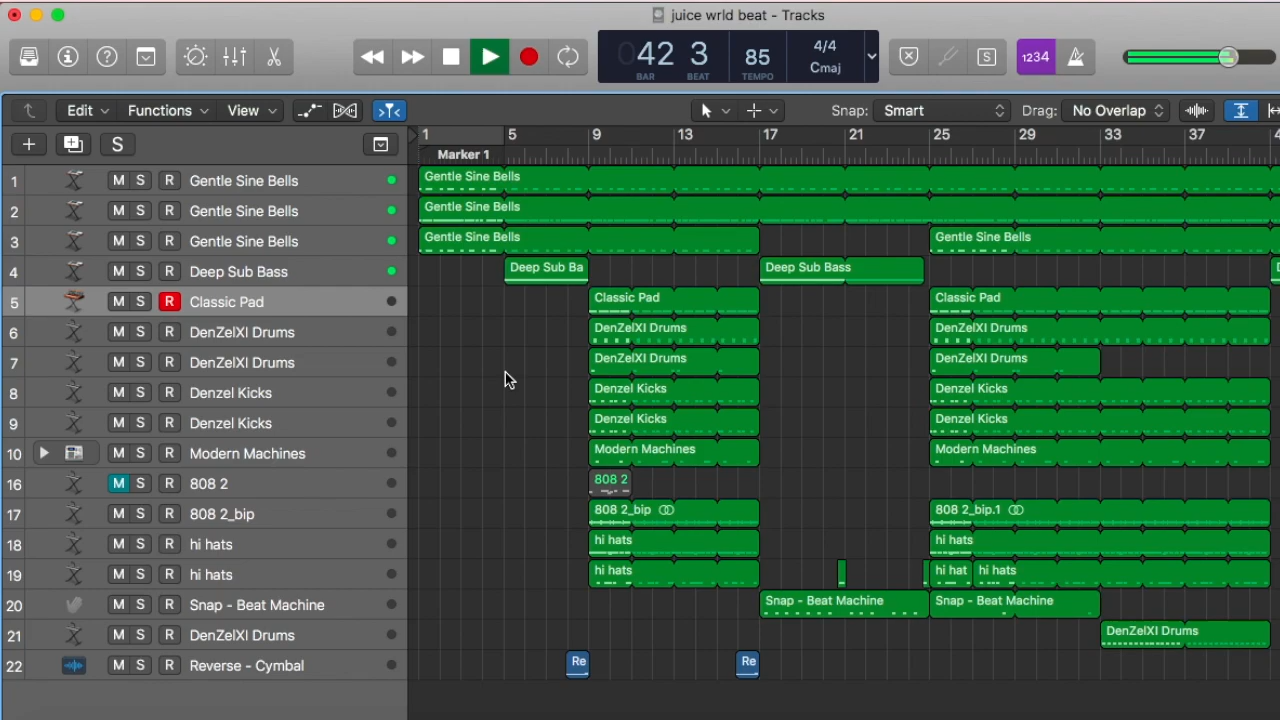 juice wrld beat - Tracks
42 3 85 4/4 Cmaj
BAR BEAT TEMPO
S 1234
Edit Functions View Snap: Smart Drag: No Overlap
S
1 5 9 13 17 21 25 29 33 37
Marker 1
1 M S R Gentle Sine Bells Gentle Sine Bells
2 M S R Gentle Sine Bells Gentle Sine Bells
3 M S R Gentle Sine Bells Gentle Sine Bells Gentle Sine Bells
4 M S R Deep Sub Bass Deep Sub Ba Deep Sub Bass
5 M S R Classic Pad Classic Pad Classic Pad
6 M S R DenZelXI Drums DenZelXI Drums DenZelXI Drums
7 M S R DenZelXI Drums DenZelXI Drums DenZelXI Drums
8 M S R Denzel Kicks Denzel Kicks Denzel Kicks
9 M S R Denzel Kicks Denzel Kicks Denzel Kicks
10 M S R Modern Machines Modern Machines Modern Machines
16 M S R 808 2 808 2
17 M S R 808 2_bip 808 2_bip 808 2_bip.1
18 M S R hi hats hi hats hi hats
19 M S R hi hats hi hats hi hat hi hats
20 M S R Snap - Beat Machine Snap - Beat Machine Snap - Beat Machine
21 M S R DenZelXI Drums DenZelXI Drums
22 M S R Reverse - Cymbal Re Re